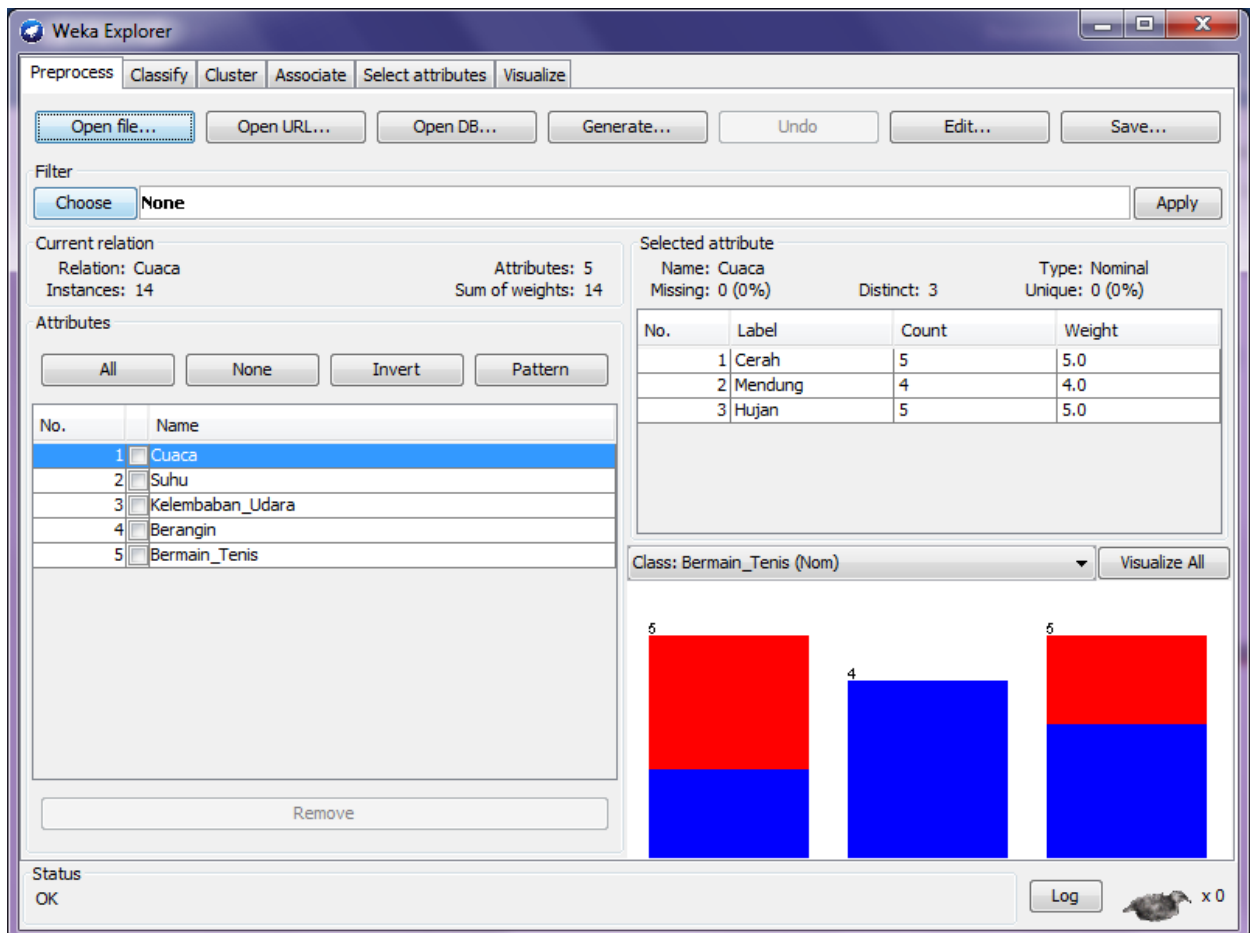 Weka Explorer
Preprocess Classify Cluster Associate Select attributes Visualize
Open file... Open URL... Open DB... Generate... Undo Edit... Save...
Filter
Choose None Apply
Current relation
Relation: Cuaca Attributes: 5
Instances: 14 Sum of weights: 14
Attributes
All None Invert Pattern
No. Name
1 Cuaca
2 Suhu
3 Kelembaban_Udara
4 Berangin
5 Bermain_Tenis
Remove
Selected attribute
Name: Cuaca Type: Nominal
Missing: 0 (0%) Distinct: 3 Unique: 0 (0%)
No. Label Count Weight
1 Cerah 5 5.0
2 Mendung 4 4.0
3 Hujan 5 5.0
Class: Bermain_Tenis (Nom) Visualize All
5 4 5
Status
OK
Log x 0